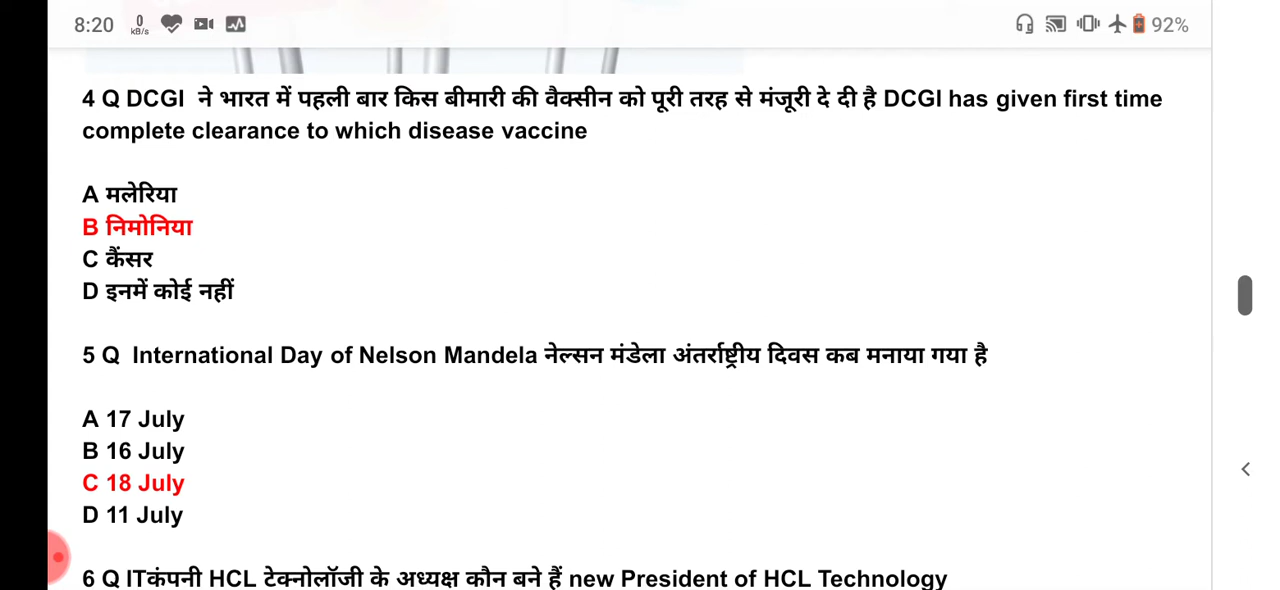 8:20 0 kB/s 92%
4 Q DCGI ने भारत में पहली बार किस बीमारी की वैक्सीन को पूरी तरह से मंजूरी दे दी है DCGI has given first time
complete clearance to which disease vaccine
A मलेरिया
B निमोनिया
C कैंसर
D इनमें कोई नहीं
5 Q International Day of Nelson Mandela नेल्सन मंडेला अंतर्राष्ट्रीय दिवस कब मनाया गया है
A 17 July
B 16 July
C 18 July
D 11 July
6 Q ITकंपनी HCL टेक्नोलॉजी के अध्यक्ष कौन बने हैं new President of HCL Technology